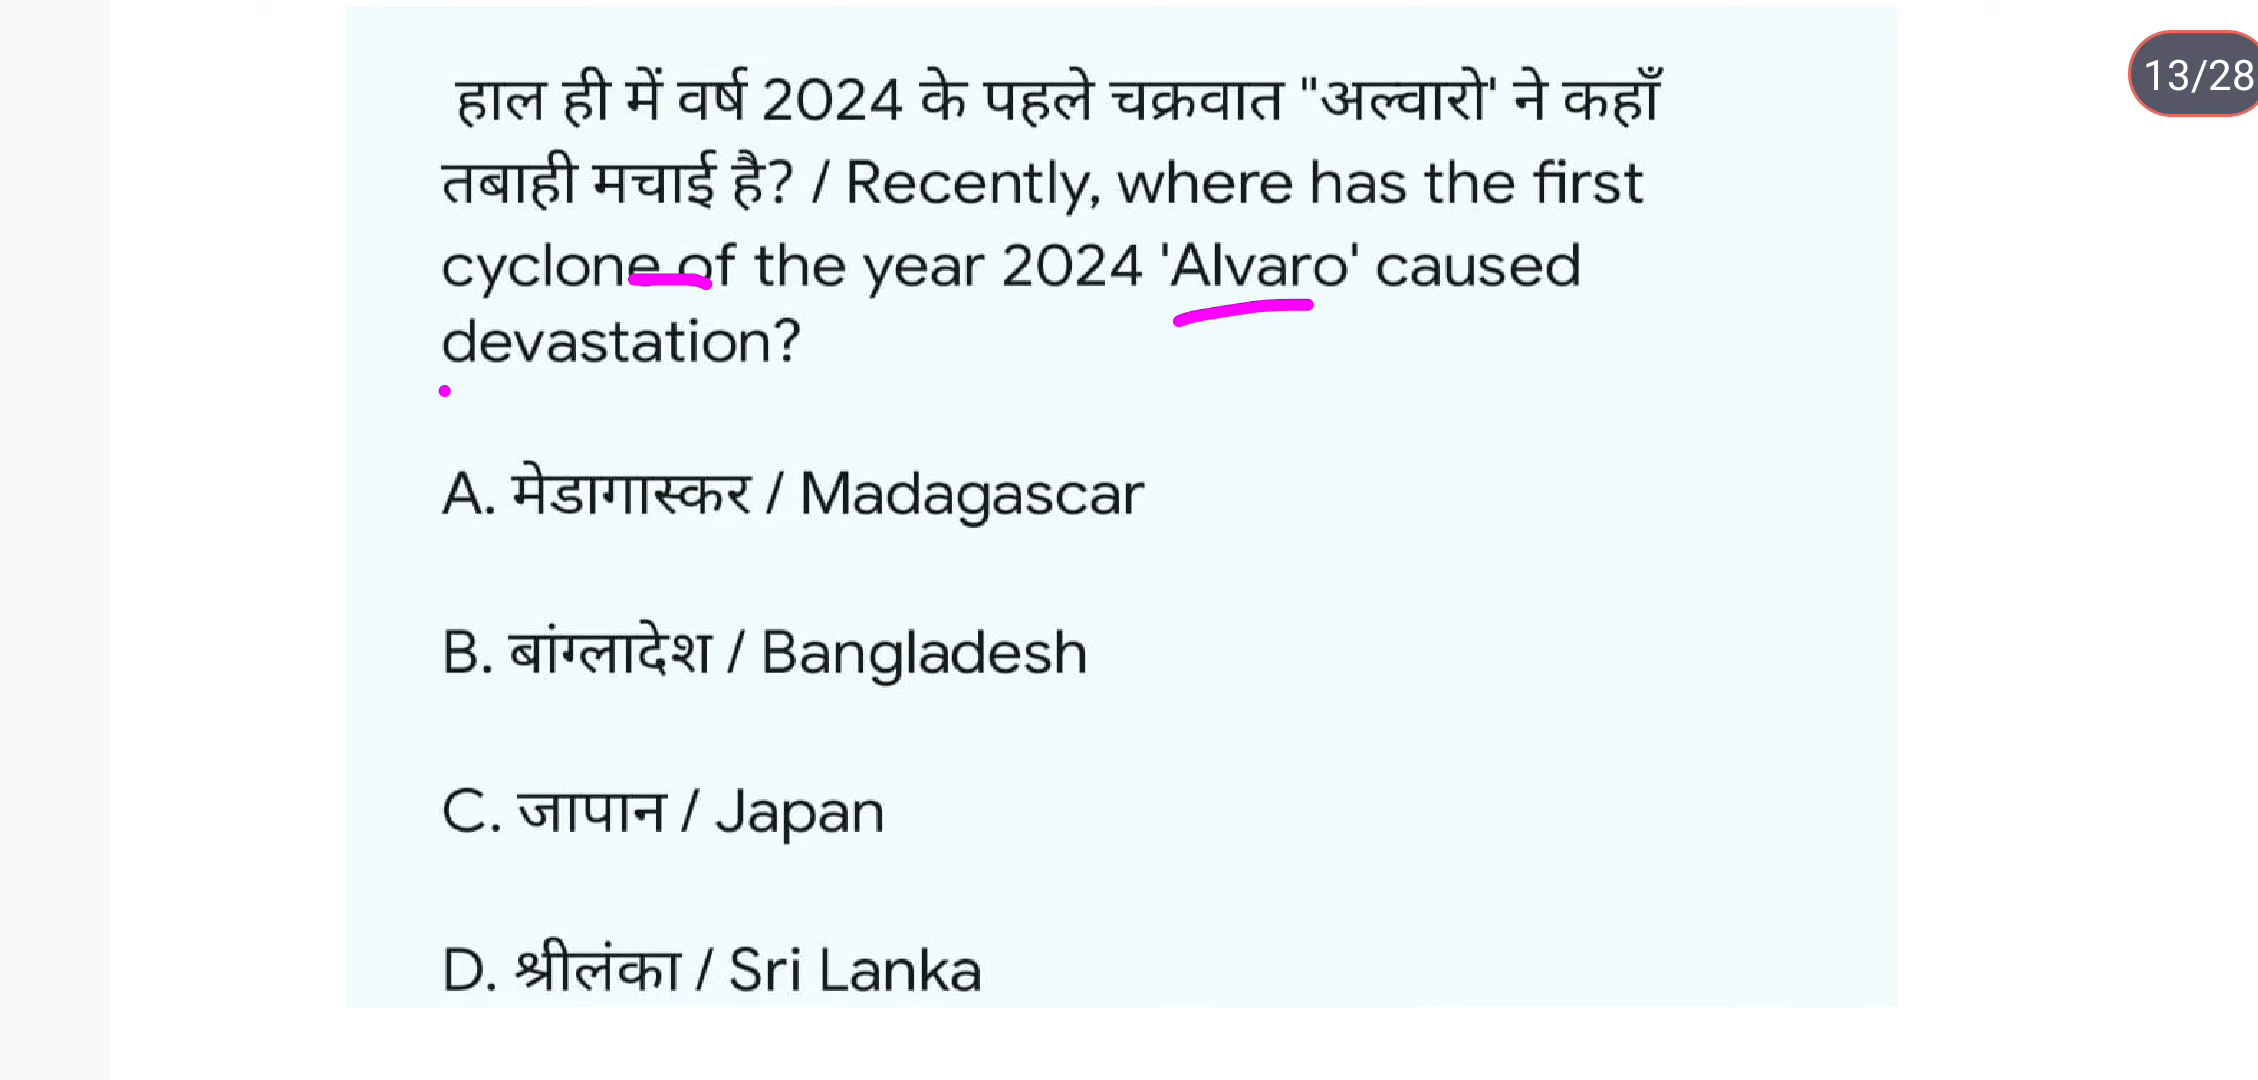 13/28
हाल ही में वर्ष 2024 के पहले चक्रवात "अल्वारो' ने कहाँ
तबाही मचाई है? / Recently, where has the first
cyclone of the year 2024 'Alvaro' caused
devastation?
A. मेडागास्कर / Madagascar
B. बांग्लादेश / Bangladesh
C. जापान / Japan
D. श्रीलंका / Sri Lanka